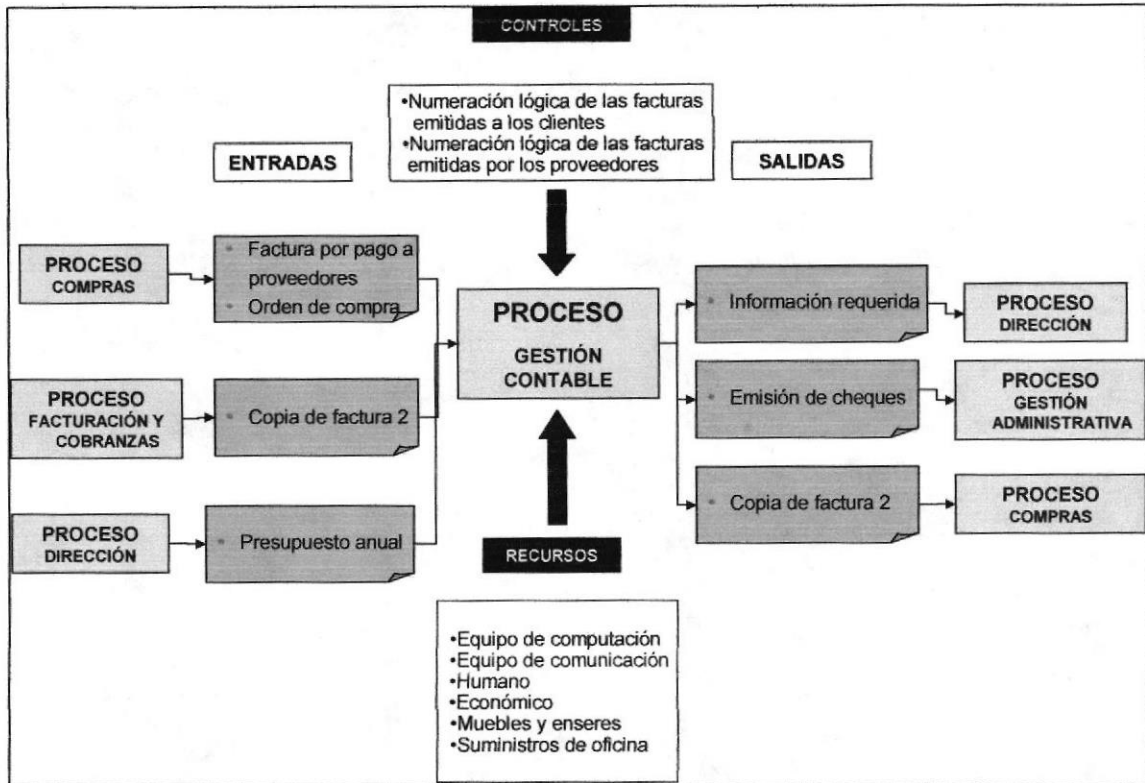 CONTROLES
•Numeración lógica de las facturas
emitidas a los clientes
•Numeración lógica de las facturas
emitidas por los proveedores
ENTRADAS
SALIDAS
PROCESO
COMPRAS
• Factura por pago a
proveedores
• Orden de compra
PROCESO
FACTURACIÓN Y
COBRANZAS
• Copia de factura 2
PROCESO
DIRECCIÓN
• Presupuesto anual
PROCESO
GESTIÓN
CONTABLE
• Información requerida
PROCESO
DIRECCIÓN
• Emisión de cheques
PROCESO
GESTIÓN
ADMINISTRATIVA
• Copia de factura 2
PROCESO
COMPRAS
RECURSOS
•Equipo de computación
•Equipo de comunicación
•Humano
•Económico
•Muebles y enseres
•Suministros de oficina